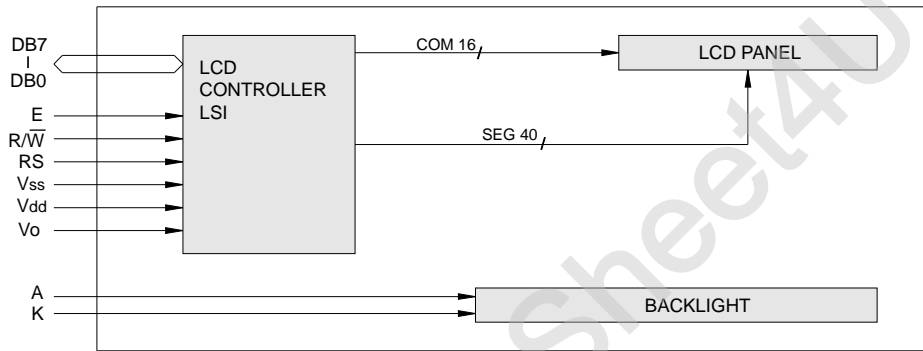 DB7
DB0
E
R/W̅
RS
Vss
Vdd
Vo
A
K
LCD
CONTROLLER
LSI
COM 16
SEG 40
LCD PANEL
BACKLIGHT
Sheet4U